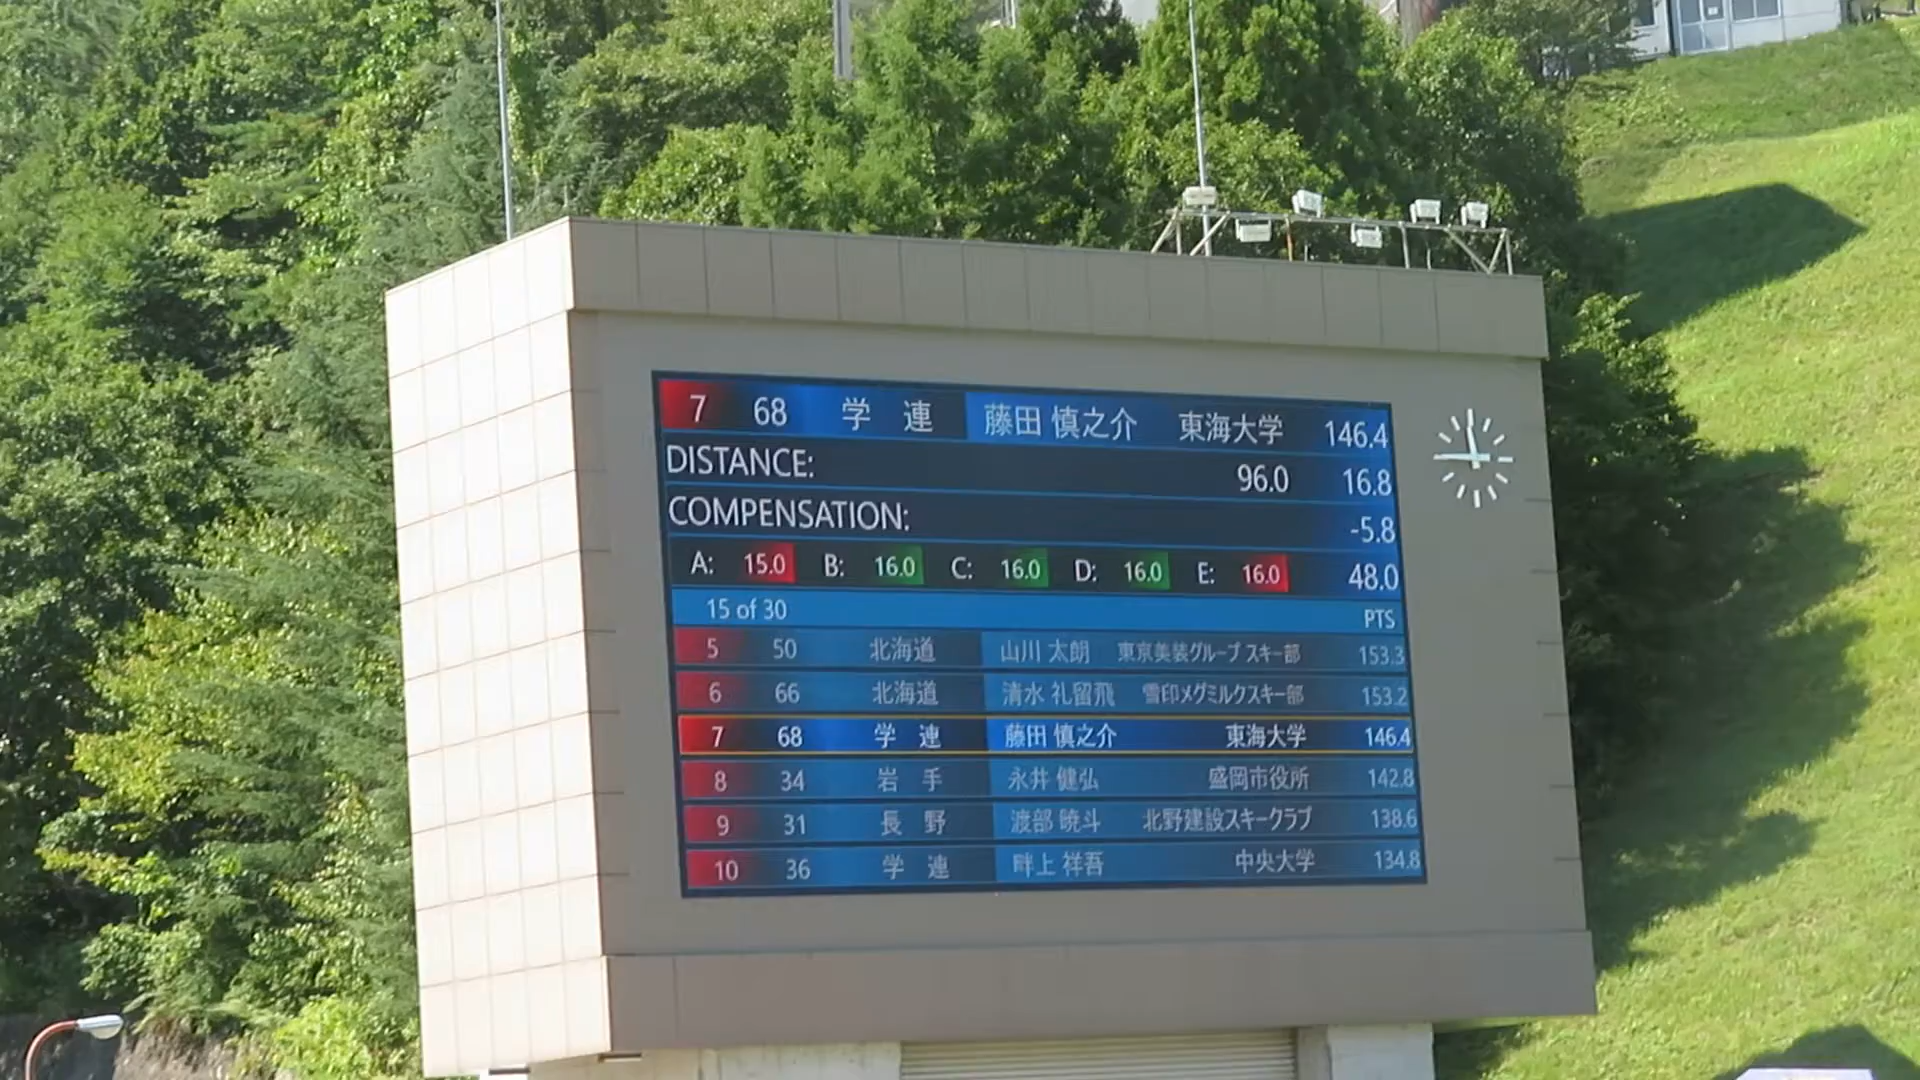 7 68 学 連 藤田 慎之介 東海大学 146.4
DISTANCE: 96.0 16.8
COMPENSATION: -5.8
A: 15.0 B: 16.0 C: 16.0 D: 16.0 E: 16.0 48.0
15 of 30 PTS
5 50 北海道 山川 太朗 東京美装グループ スキー部 153.3
6 66 北海道 清水 礼留飛 雪印メグミルクスキー部 153.2
7 68 学 連 藤田 慎之介 東海大学 146.4
8 34 岩 手 永井 健弘 盛岡市役所 142.8
9 31 長 野 渡部 暁斗 北野建設スキークラブ 138.6
10 36 学 連 畔上 祥吾 中央大学 134.8